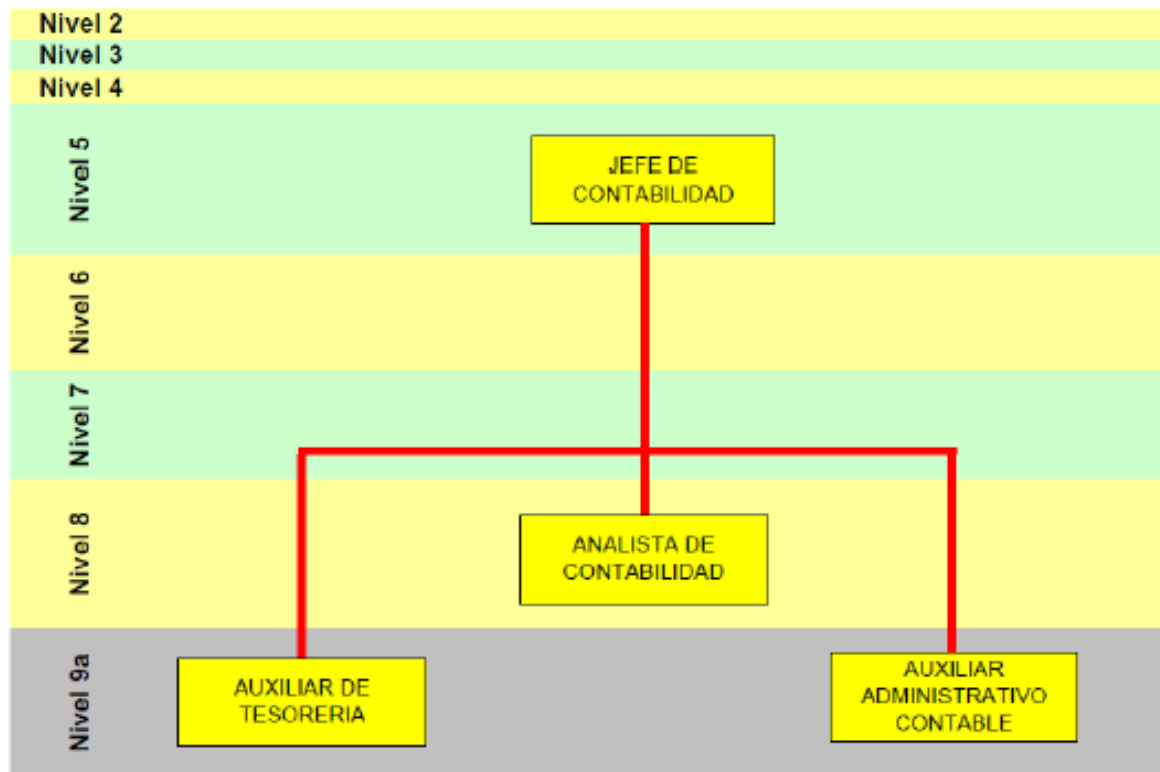 Nivel 2
Nivel 3
Nivel 4
Nivel 5
JEFE DE
CONTABILIDAD
Nivel 6
Nivel 7
Nivel 8
ANALISTA DE
CONTABILIDAD
Nivel 9a
AUXILIAR DE
TESORERIA
AUXILIAR
ADMINISTRATIVO
CONTABLE